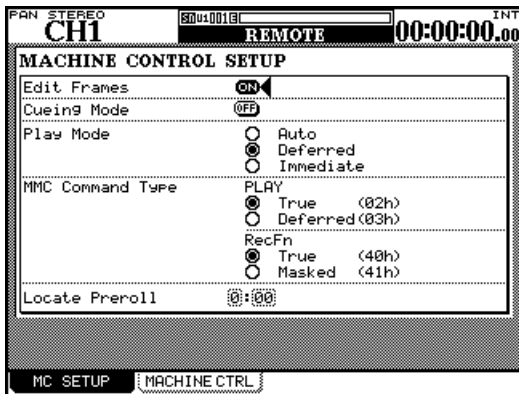 PAN STEREO
CH1
REMOTE
INT
00:00:00.00
MACHINE CONTROL SETUP
Edit Frames ON
Cueing Mode OFF
Play Mode
Auto
Deferred
Immediate
MMC Command Type
PLAY
True (02h)
Deferred(03h)
RecFn
True (40h)
Masked (41h)
Locate Preroll 0:00
MC SETUP MACHINE CTRL